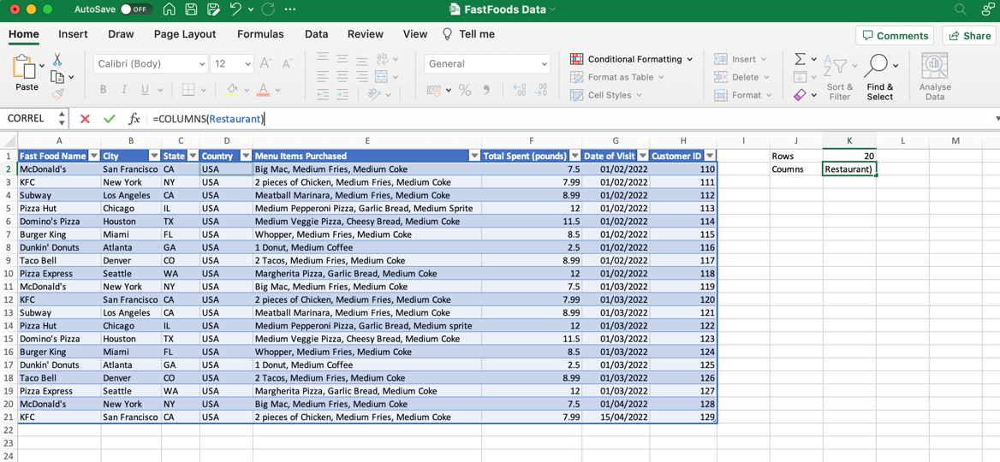 AutoSave OFF FastFoods Data
Home Insert Draw Page Layout Formulas Data Review View Tell me Comments Share
Paste Calibri (Body) 12 A A ab General Conditional Formatting Insert Sort & Filter Find & Select Analyse Data
Format as Table Delete
B I U A % Cell Styles Format
CORREL fx =COLUMNS(Restaurant)
A B C D E F G H I J K L M
1 Fast Food Name City State Country Menu Items Purchased Total Spent (pounds) Date of Visit Customer ID Rows 20
2 McDonald's San Francisco CA USA Big Mac, Medium Fries, Medium Coke 7.5 01/02/2022 110 Coumns Restaurant)
3 KFC New York NY USA 2 pieces of Chicken, Medium Fries, Medium Coke 7.99 01/02/2022 111
4 Subway Los Angeles CA USA Meatball Marinara, Medium Fries, Medium Coke 8.99 01/02/2022 112
5 Pizza Hut Chicago IL USA Medium Pepperoni Pizza, Garlic Bread, Medium Sprite 12 01/02/2022 113
6 Domino's Pizza Houston TX USA Medium Veggie Pizza, Cheesy Bread, Medium Coke 11.5 01/02/2022 114
7 Burger King Miami FL USA Whopper, Medium Fries, Medium Coke 8.5 01/02/2022 115
8 Dunkin' Donuts Atlanta GA USA 1 Donut, Medium Coffee 2.5 01/02/2022 116
9 Taco Bell Denver CO USA 2 Tacos, Medium Fries, Medium Coke 8.99 01/02/2022 117
10 Pizza Express Seattle WA USA Margherita Pizza, Garlic Bread, Medium Coke 12 01/02/2022 118
11 McDonald's New York NY USA Big Mac, Medium Fries, Medium Coke 7.5 01/03/2022 119
12 KFC San Francisco CA USA 2 pieces of Chicken, Medium Fries, Medium Coke 7.99 01/03/2022 120
13 Subway Los Angeles CA USA Meatball Marinara, Medium Fries, Medium Coke 8.99 01/03/2022 121
14 Pizza Hut Chicago IL USA Medium Pepperoni Pizza, Garlic Bread, Medium sprite 12 01/03/2022 122
15 Domino's Pizza Houston TX USA Medium Veggie Pizza, Cheesy Bread, Medium Coke 11.5 01/03/2022 123
16 Burger King Miami FL USA Whopper, Medium Fries, Medium Coke 8.5 01/03/2022 124
17 Dunkin' Donuts Atlanta GA USA 1 Donut, Medium Coffee 2.5 01/03/2022 125
18 Taco Bell Denver CO USA 2 Tacos, Medium Fries, Medium Coke 8.99 01/03/2022 126
19 Pizza Express Seattle WA USA Margherita Pizza, Garlic Bread, Medium Coke 12 01/03/2022 127
20 McDonald's New York NY USA Big Mac, Medium Fries, Medium Coke 7.5 01/04/2022 128
21 KFC San Francisco CA USA 2 pieces of Chicken, Medium Fries, Medium Coke 7.99 15/04/2022 129
22
23
24